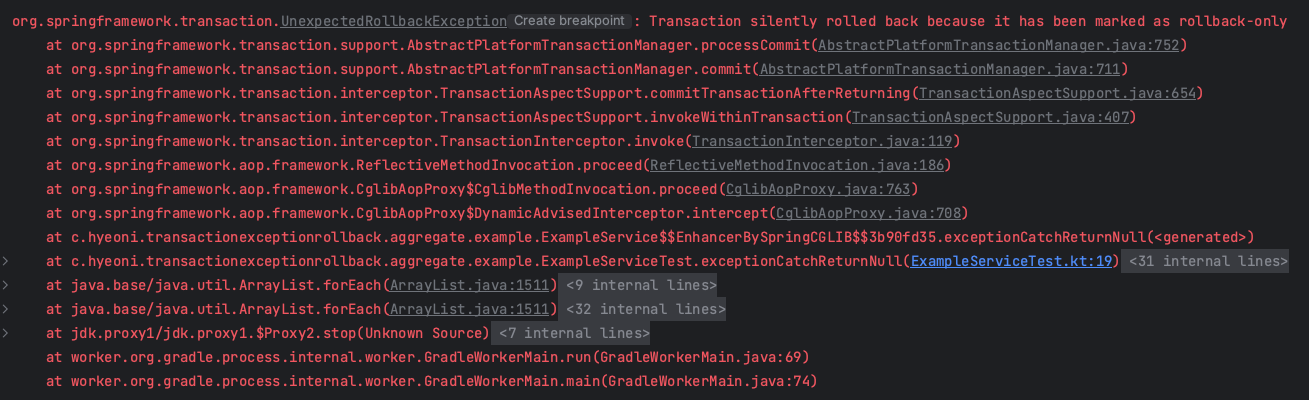 org.springframework.transaction.UnexpectedRollbackException Create breakpoint : Transaction silently rolled back because it has been marked as rollback-only
at org.springframework.transaction.support.AbstractPlatformTransactionManager.processCommit(AbstractPlatformTransactionManager.java:752)
at org.springframework.transaction.support.AbstractPlatformTransactionManager.commit(AbstractPlatformTransactionManager.java:711)
at org.springframework.transaction.interceptor.TransactionAspectSupport.commitTransactionAfterReturning(TransactionAspectSupport.java:654)
at org.springframework.transaction.interceptor.TransactionAspectSupport.invokeWithinTransaction(TransactionAspectSupport.java:407)
at org.springframework.transaction.interceptor.TransactionInterceptor.invoke(TransactionInterceptor.java:119)
at org.springframework.aop.framework.ReflectiveMethodInvocation.proceed(ReflectiveMethodInvocation.java:186)
at org.springframework.aop.framework.CglibAopProxy$CglibMethodInvocation.proceed(CglibAopProxy.java:763)
at org.springframework.aop.framework.CglibAopProxy$DynamicAdvisedInterceptor.intercept(CglibAopProxy.java:708)
at c.hyeoni.transactionexceptionrollback.aggregate.example.ExampleService$$EnhancerBySpringCGLIB$$3b90fd35.exceptionCatchReturnNull(<generated>)
at c.hyeoni.transactionexceptionrollback.aggregate.example.ExampleServiceTest.exceptionCatchReturnNull(ExampleServiceTest.kt:19) <31 internal lines>
at java.base/java.util.ArrayList.forEach(ArrayList.java:1511) <9 internal lines>
at java.base/java.util.ArrayList.forEach(ArrayList.java:1511) <32 internal lines>
at jdk.proxy1/jdk.proxy1.$Proxy2.stop(Unknown Source) <7 internal lines>
at worker.org.gradle.process.internal.worker.GradleWorkerMain.run(GradleWorkerMain.java:69)
at worker.org.gradle.process.internal.worker.GradleWorkerMain.main(GradleWorkerMain.java:74)